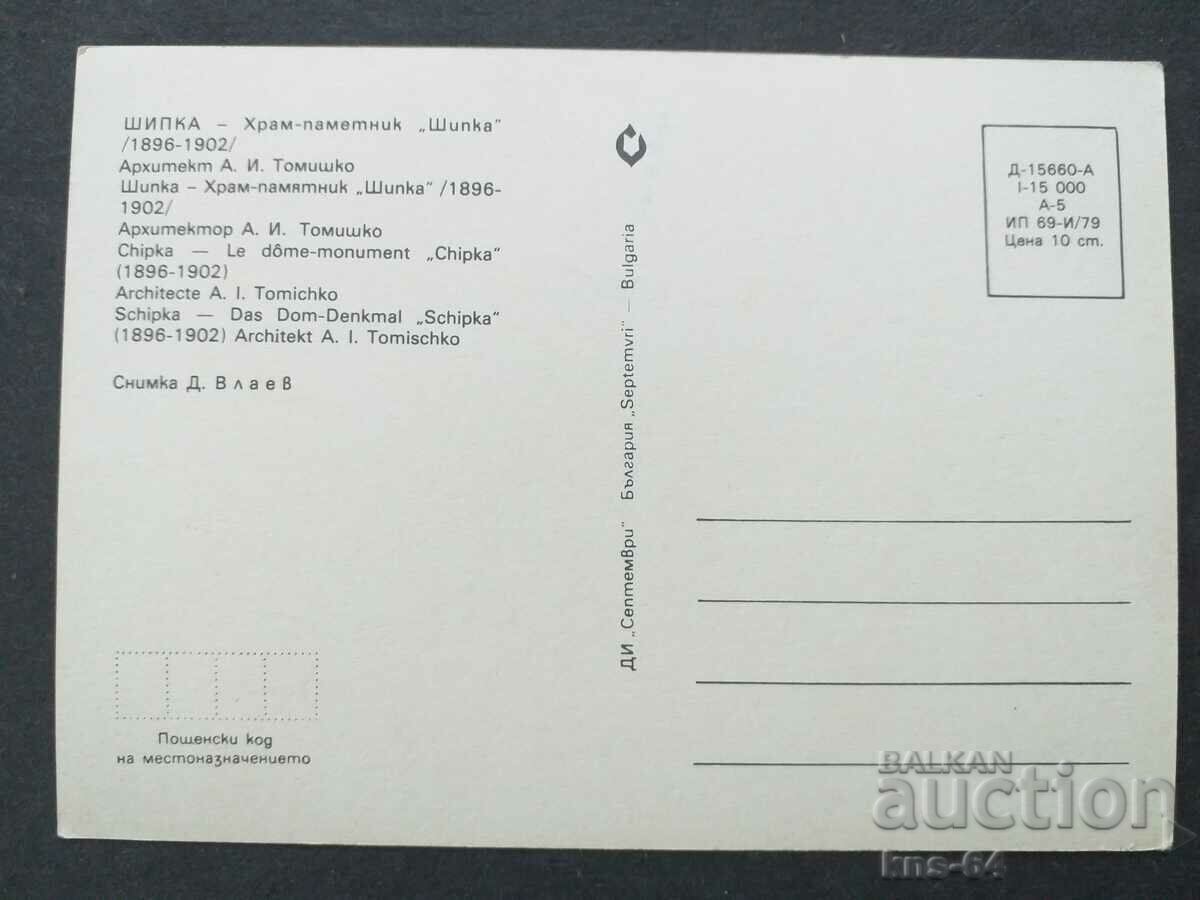 ШИПКА – Храм-паметник „Шипка“
/1896-1902/
Архитект А. И. Томишко
Шипка – Храм-памятник „Шипка“ /1896-
1902/
Архитектор А. И. Томишко
Chipka — Le dôme-monument „Chipka“
(1896-1902)
Architecte A. I. Tomichko
Schipka — Das Dom-Denkmal „Schipka“
(1896-1902) Architekt A. I. Tomischko
Снимка Д. Влаев
Пощенски код
на местоназначението
ДИ „Септември“ България „Septemvri“ — Bulgaria
Д-15660-А
I-15 000
А-5
ИП 69-И/79
Цена 10 ст.
BALKAN
auction
kns-64